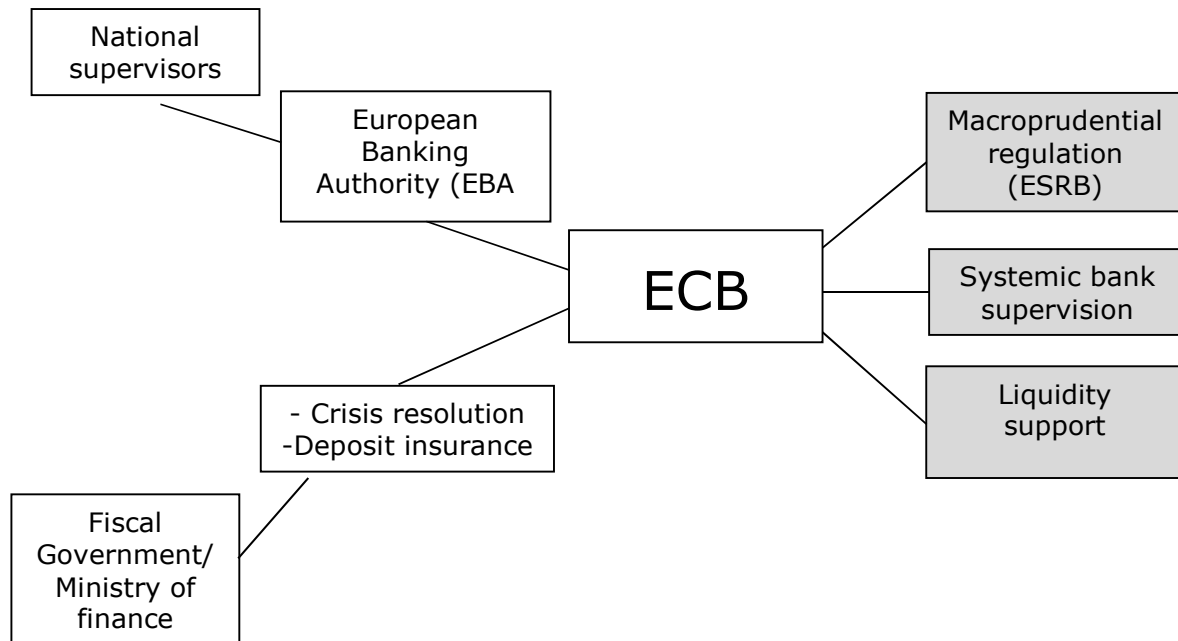 National
supervisors
European
Banking
Authority (EBA
Macroprudential
regulation
(ESRB)
ECB
Systemic bank
supervision
- Crisis resolution
-Deposit insurance
Liquidity
support
Fiscal
Government/
Ministry of
finance